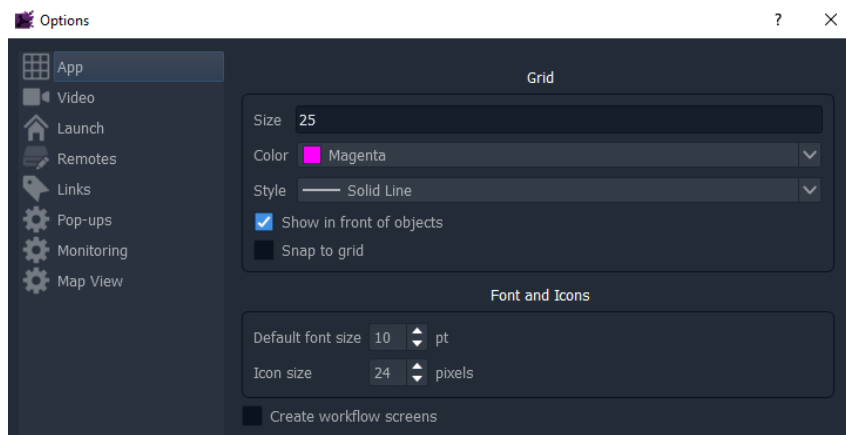 Options
?
App
Video
Launch
Remotes
Links
Pop-ups
Monitoring
Map View
Grid
Size 25
Color Magenta
Style Solid Line
Show in front of objects
Snap to grid
Font and Icons
Default font size 10 pt
Icon size 24 pixels
Create workflow screens